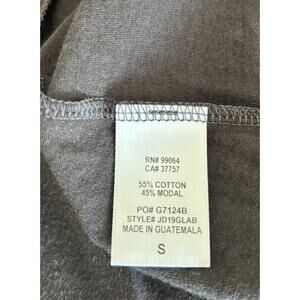 RN# 99064
CA# 37757
55% COTTON
45% MODAL
PO# G7124B
STYLE# JD19GLAB
MADE IN GUATEMALA
S